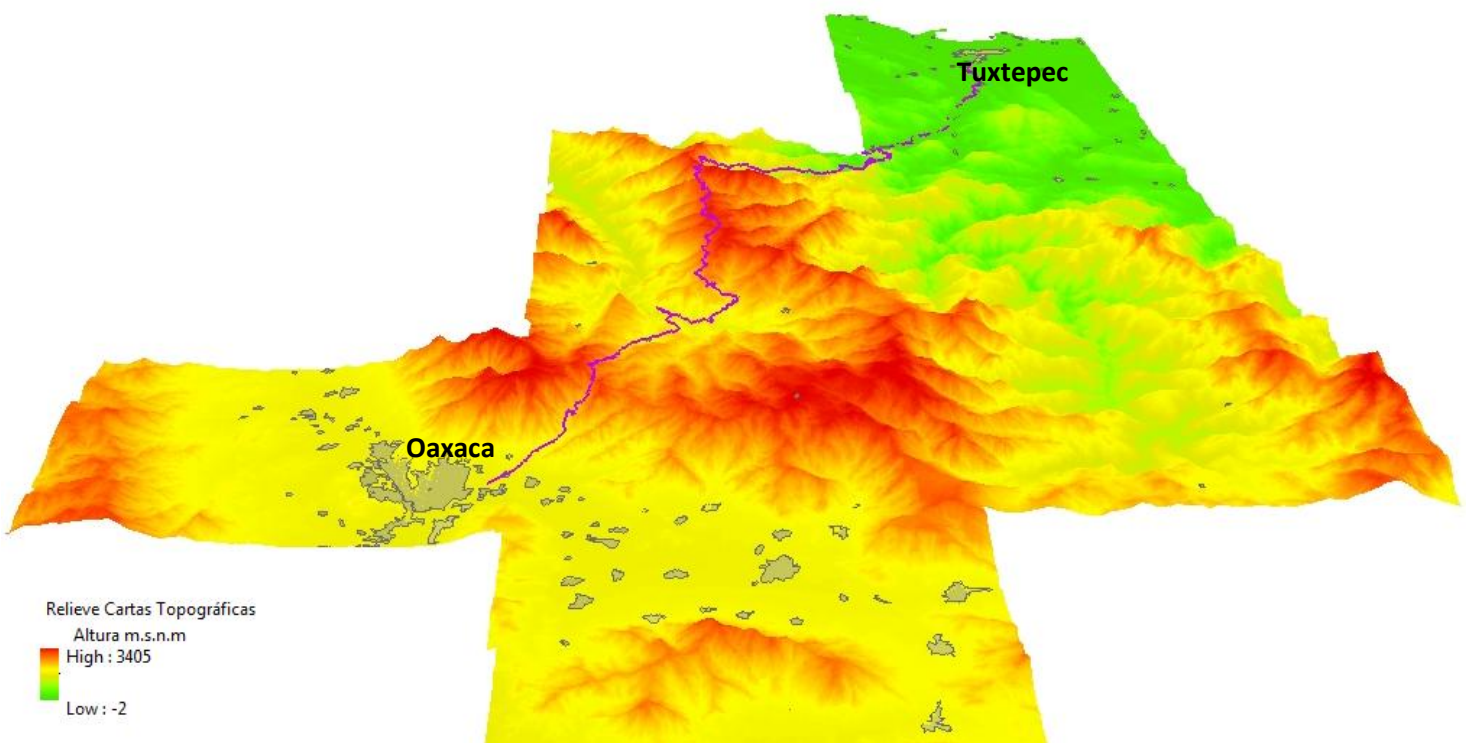 Tuxtepec
Oaxaca
Relieve Cartas Topográficas
Altura m.s.n.m
High : 3405
Low : -2